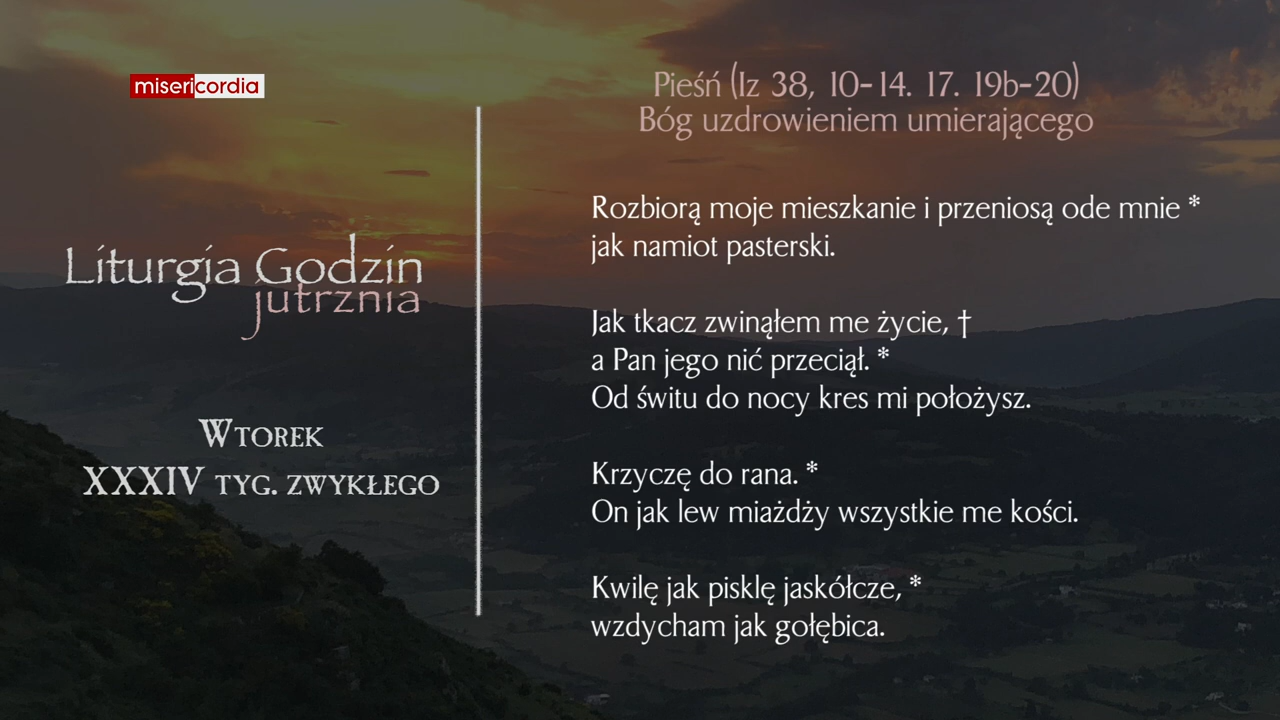 misericordia
Liturgia Godzin
jutrznia
Wtorek
XXXIV tyg. zwykłego
Pieśń (Iz 38, 10-14. 17. 19b-20)
Bóg uzdrowieniem umierającego
Rozbiorą moje mieszkanie i przeniosą ode mnie *
jak namiot pasterski.
Jak tkacz zwinąłem me życie, †
a Pan jego nić przeciął. *
Od świtu do nocy kres mi położysz.
Krzyczę do rana. *
On jak lew miażdży wszystkie me kości.
Kwilę jak pisklę jaskółcze, *
wzdycham jak gołębica.